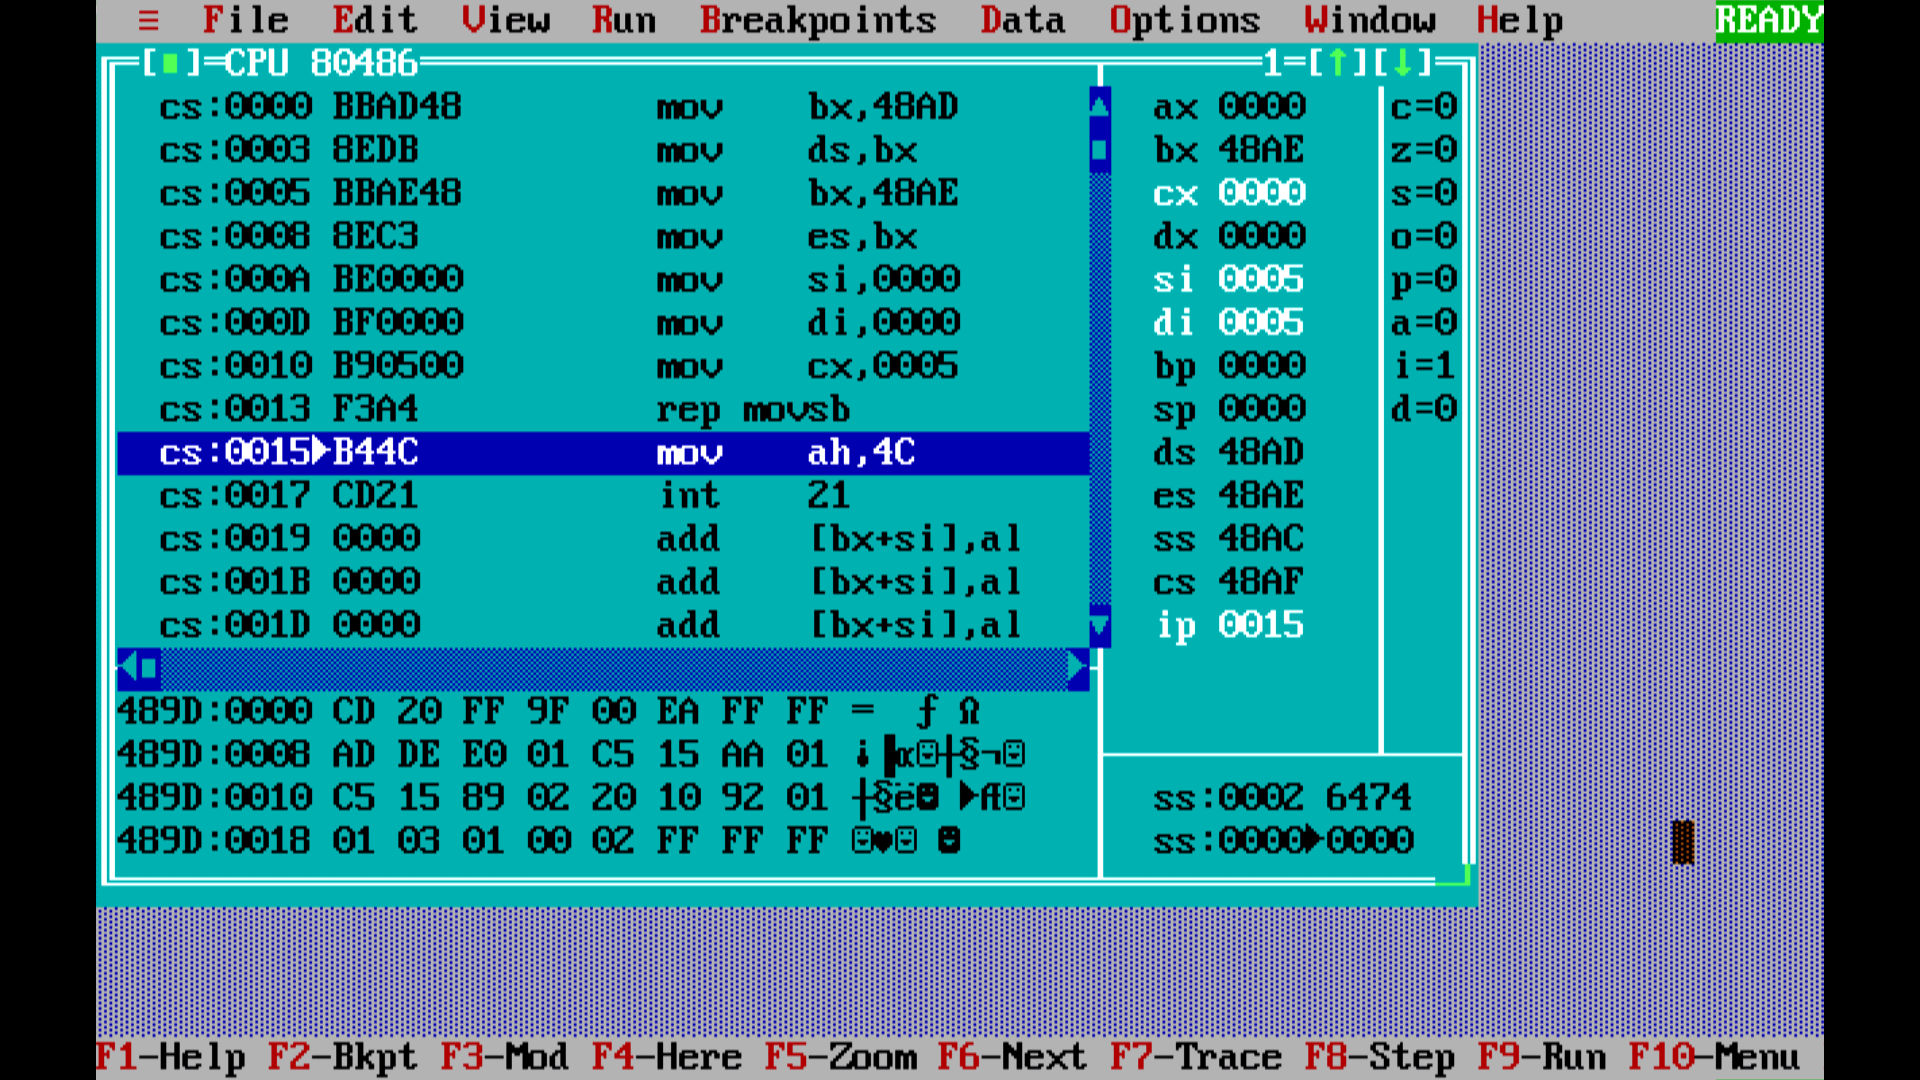 ≡ File Edit View Run Breakpoints Data Options Window Help READY
[■]=CPU 80486 1=[↑][↓]
cs:0000 BBAD48 mov bx,48AD ax 0000 c=0
cs:0003 8EDB mov ds,bx bx 48AE z=0
cs:0005 BBAE48 mov bx,48AE cx 0000 s=0
cs:0008 8EC3 mov es,bx dx 0000 o=0
cs:000A BE0000 mov si,0000 si 0005 p=0
cs:000D BF0000 mov di,0000 di 0005 a=0
cs:0010 B90500 mov cx,0005 bp 0000 i=1
cs:0013 F3A4 rep movsb sp 0000 d=0
cs:0015►B44C mov ah,4C ds 48AD
cs:0017 CD21 int 21 es 48AE
cs:0019 0000 add [bx+si],al ss 48AC
cs:001B 0000 add [bx+si],al cs 48AF
cs:001D 0000 add [bx+si],al ip 0015
489D:0000 CD 20 FF 9F 00 EA FF FF = ƒ Ω
489D:0008 AD DE E0 01 C5 15 AA 01 ¡▐α☺┼§¬☺
489D:0010 C5 15 89 02 20 10 92 01 ┼§ë☻ ►Æ☺ ss:0002 6474
489D:0018 01 03 01 00 02 FF FF FF ☺♥☺ ☻ ss:0000►0000
F1-Help F2-Bkpt F3-Mod F4-Here F5-Zoom F6-Next F7-Trace F8-Step F9-Run F10-Menu